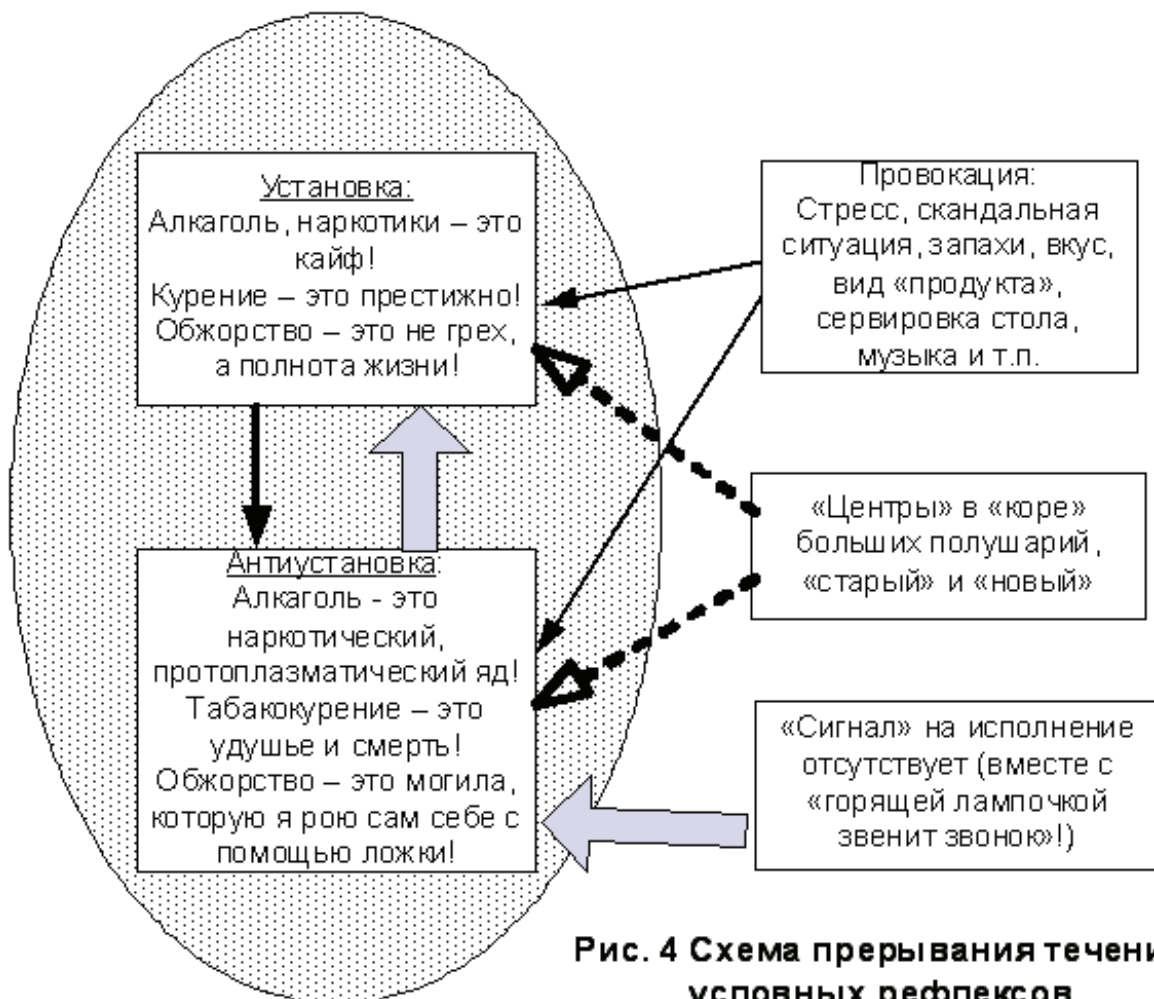 Установка:
Алкаголь, наркотики – это
кайф!
Курение – это престижно!
Обжорство – это не грех,
а полнота жизни!
Провокация:
Стресс, скандальная
ситуация, запахи, вкус,
вид «продукта»,
сервировка стола,
музыка и т.п.
«Центры» в «коре»
больших полушарий,
«старый» и «новый»
Антиустановка:
Алкаголь - это
наркотический,
протоплазматический яд!
Табакокурение – это
удушье и смерть!
Обжорство – это могила,
которую я рою сам себе с
помощью ложки!
«Сигнал» на исполнение
отсутствует (вместе с
«горящей лампочкой
звенит звоною»!)
Рис. 4 Схема прерывания течени
условных рефлексов